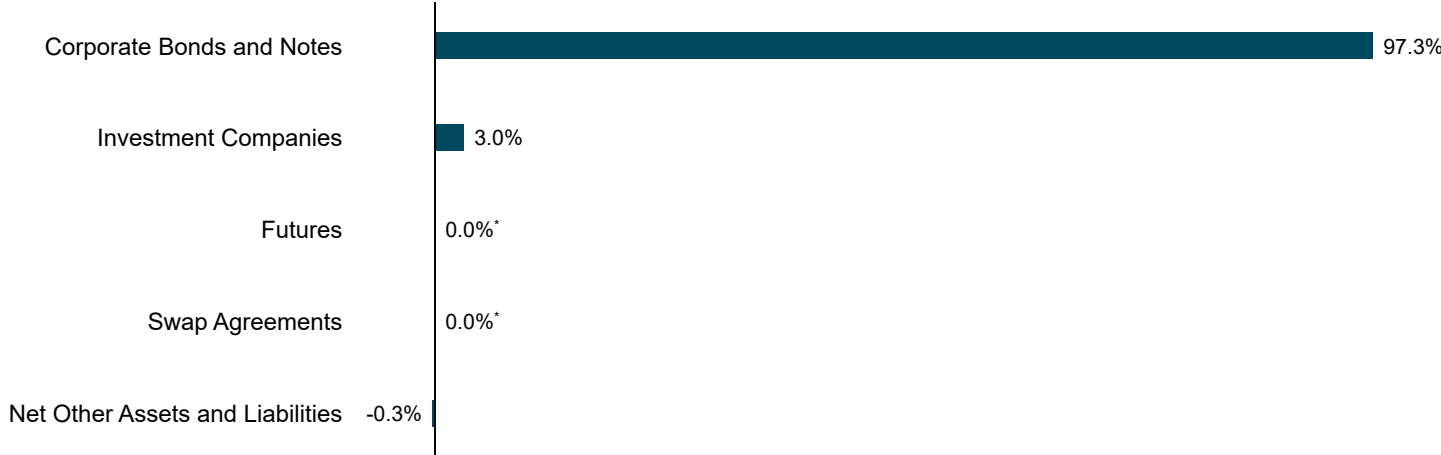 Corporate Bonds and Notes 97.3%
Investment Companies 3.0%
Futures 0.0%*
Swap Agreements 0.0%*
Net Other Assets and Liabilities -0.3%